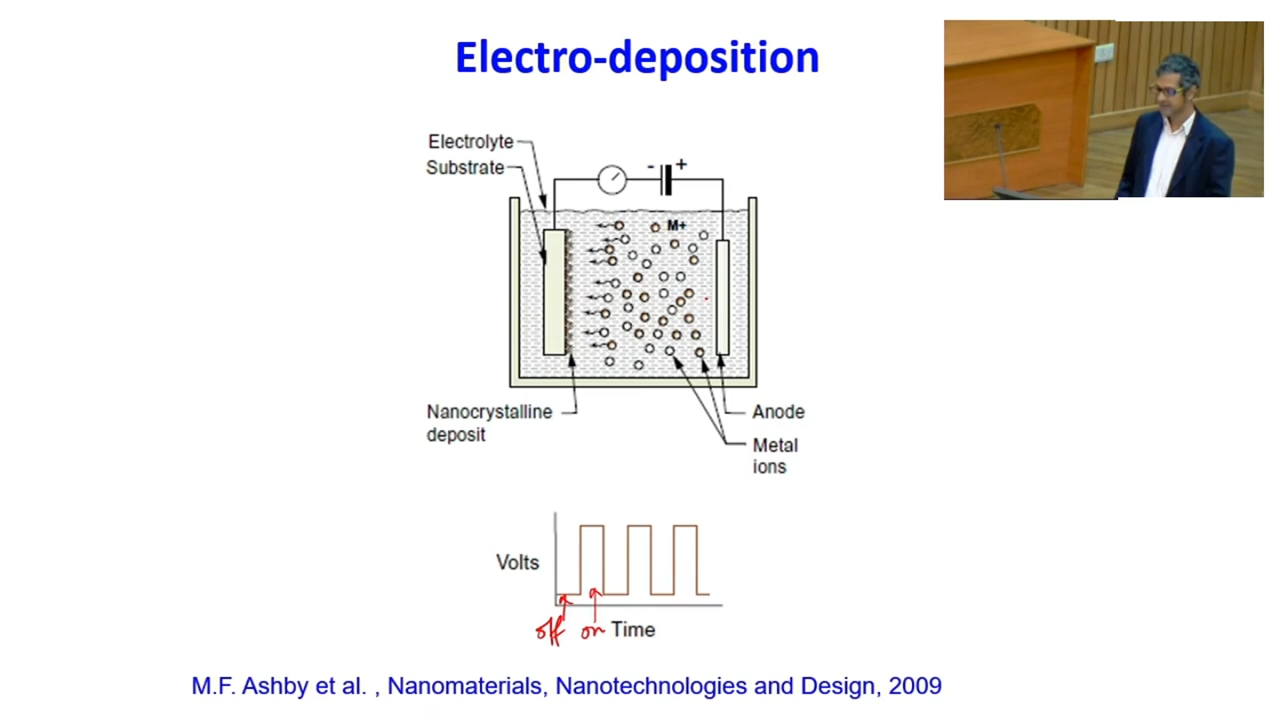 Electro-deposition
Electrolyte
Substrate
- +
M+
Nanocrystalline
deposit
Anode
Metal
ions
Volts
off on Time
M.F. Ashby et al. , Nanomaterials, Nanotechnologies and Design, 2009